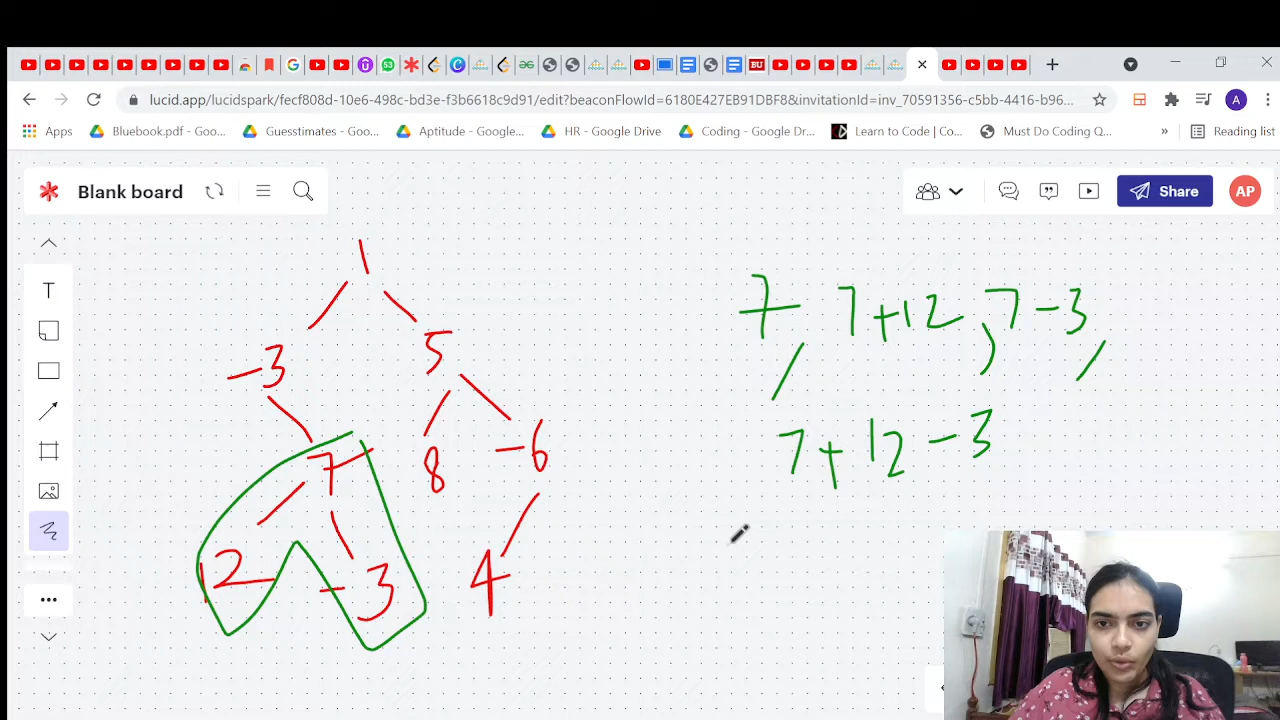 lucid.app/lucidspark/fecf808d-10e6-498c-bd3e-f3b6618c9d91/edit?beaconFlowId=6180E427EB91DBF8&invitationId=inv_70591356-c5bb-4416-b96...
A
Apps
Bluebook.pdf - Goo...
Guesstimates - Goo...
Aptitude - Google...
HR - Google Drive
Coding - Google Dr...
Learn to Code | Co...
Must Do Coding Q...
»
Reading list
Blank board
Share
AP
T
1
-3 5
7 8 -6
12 -3 4
7, 7+12, 7-3,
7+12-3